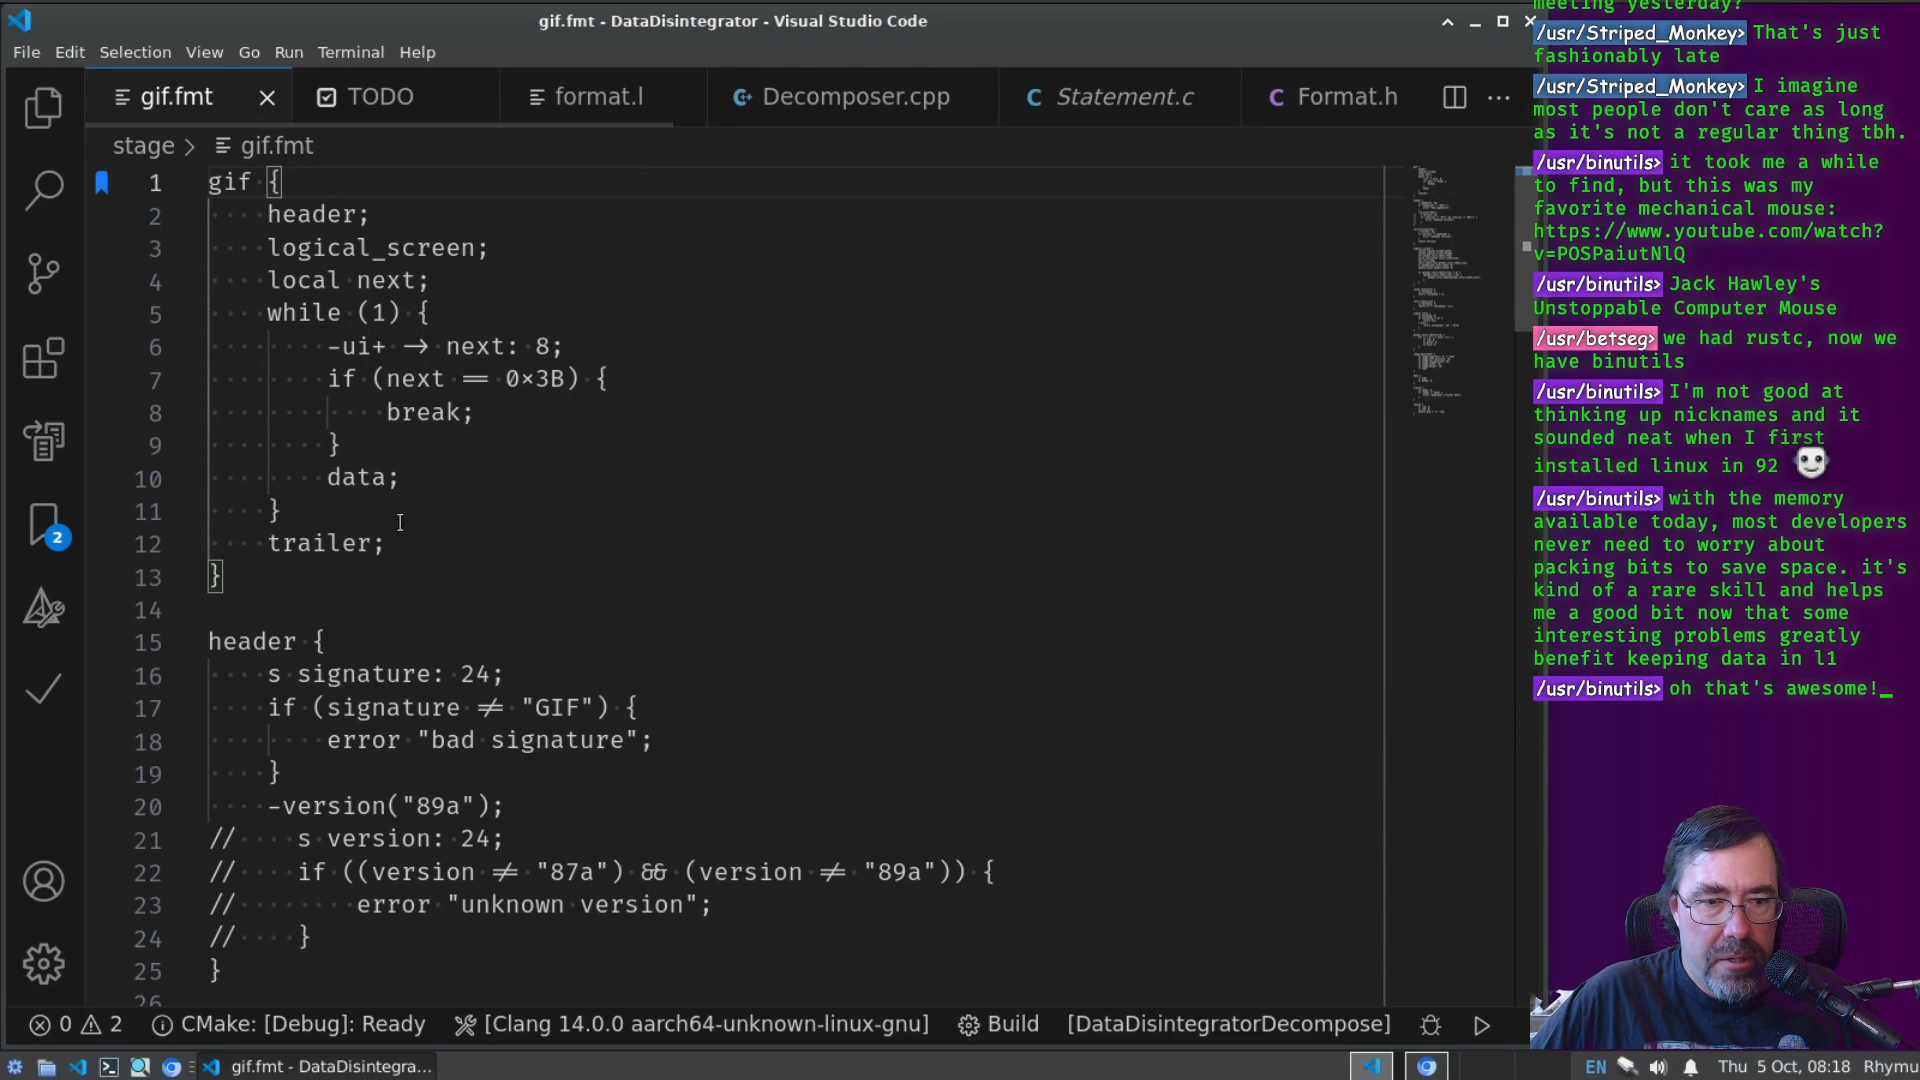 gif.fmt - DataDisintegrator - Visual Studio Code
File Edit Selection View Go Run Terminal Help
gif.fmt TODO format.l Decomposer.cpp Statement.c Format.h
stage > gif.fmt
1 gif {
2 header;
3 logical_screen;
4 local next;
5 while (1) {
6 -ui+ -> next: 8;
7 if (next == 0x3B) {
8 break;
9 }
10 data;
11 }
12 trailer;
13 }
14
15 header {
16 s signature: 24;
17 if (signature != "GIF") {
18 error "bad signature";
19 }
20 -version("89a");
21 // s version: 24;
22 // if ((version != "87a") && (version != "89a")) {
23 // error "unknown version";
24 // }
25 }
26
2
0 2 CMake: [Debug]: Ready [Clang 14.0.0 aarch64-unknown-linux-gnu] Build [DataDisintegratorDecompose]
gif.fmt - DataDisintegra...
EN Thu 5 Oct, 08:18 Rhymu
meeting yesterday?
/usr/Striped_Monkey> That's just
fashionably late
/usr/Striped_Monkey> I imagine
most people don't care as long
as it's not a regular thing tbh.
/usr/binutils> it took me a while
to find, but this was my
favorite mechanical mouse:
https://www.youtube.com/watch?
v=POSPaiutNlQ
/usr/binutils> Jack Hawley's
Unstoppable Computer Mouse
/usr/betseg> we had rustc, now we
have binutils
/usr/binutils> I'm not good at
thinking up nicknames and it
sounded neat when I first
installed linux in 92
/usr/binutils> with the memory
available today, most developers
never need to worry about
packing bits to save space. it's
kind of a rare skill and helps
me a good bit now that some
interesting problems greatly
benefit keeping data in l1
/usr/binutils> oh that's awesome!_